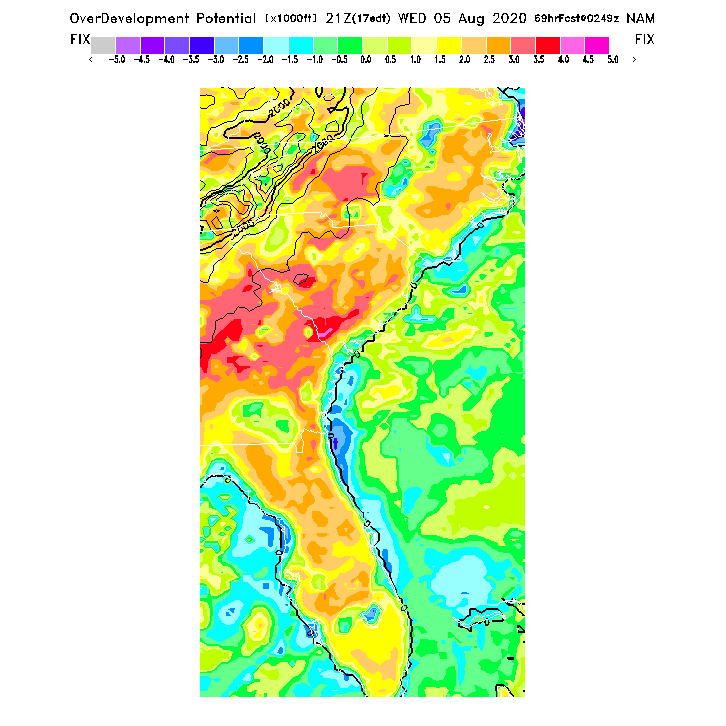 OverDevelopment Potential [x1000ft] 21Z(17edt) WED 05 Aug 2020 69hrFcst@0249z NAM
FIX FIX
< -5.0 -4.5 -4.0 -3.5 -3.0 -2.5 -2.0 -1.5 -1.0 -0.5 0.0 0.5 1.0 1.5 2.0 2.5 3.0 3.5 4.0 4.5 5.0 >
2000